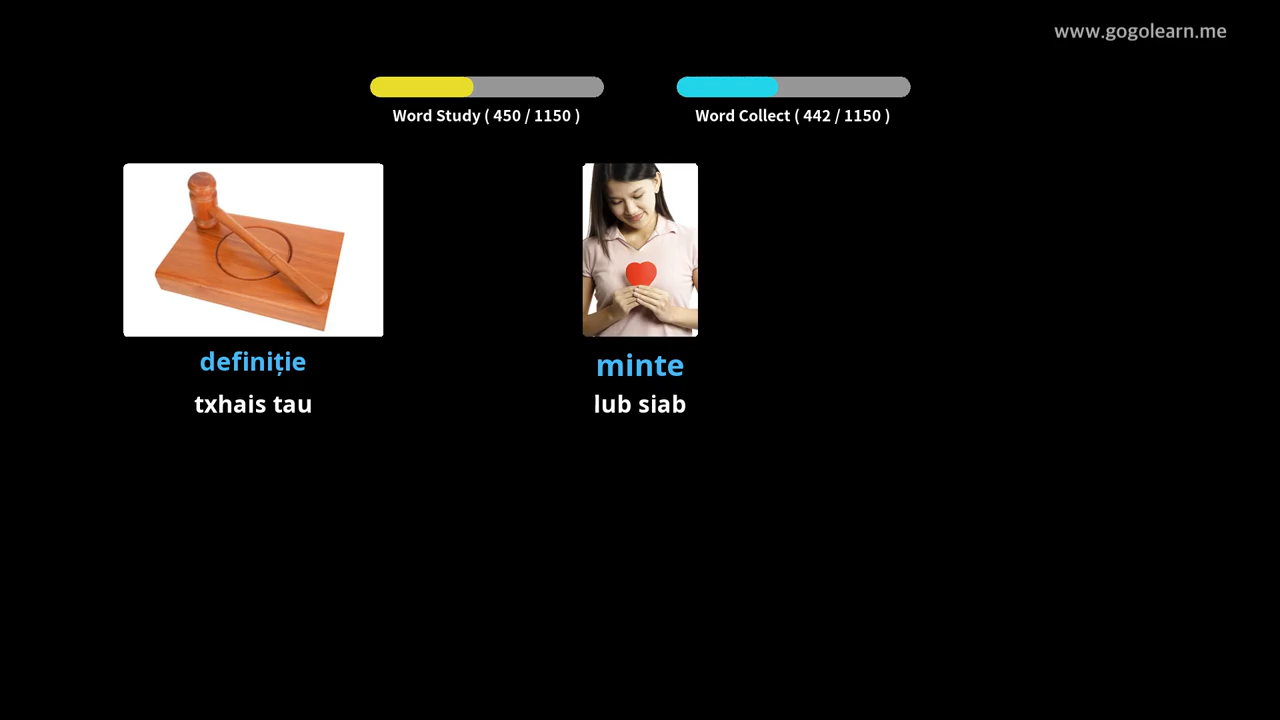 www.gogolearn.me
Word Study ( 450 / 1150 )
Word Collect ( 442 / 1150 )
definiție
txhais tau
minte
lub siab